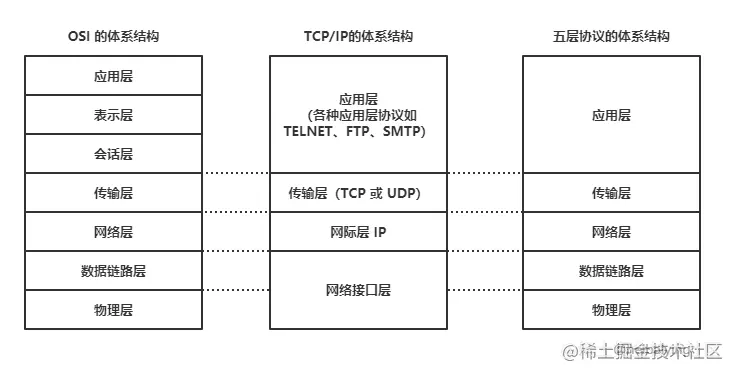 OSI 的体系结构
应用层
表示层
会话层
传输层
网络层
数据链路层
物理层
TCP/IP的体系结构
应用层
(各种应用层协议如
TELNET、FTP、SMTP)
传输层（TCP 或 UDP）
网际层 IP
网络接口层
五层协议的体系结构
应用层
传输层
网络层
数据链路层
物理层
@稀土掘金技术社区